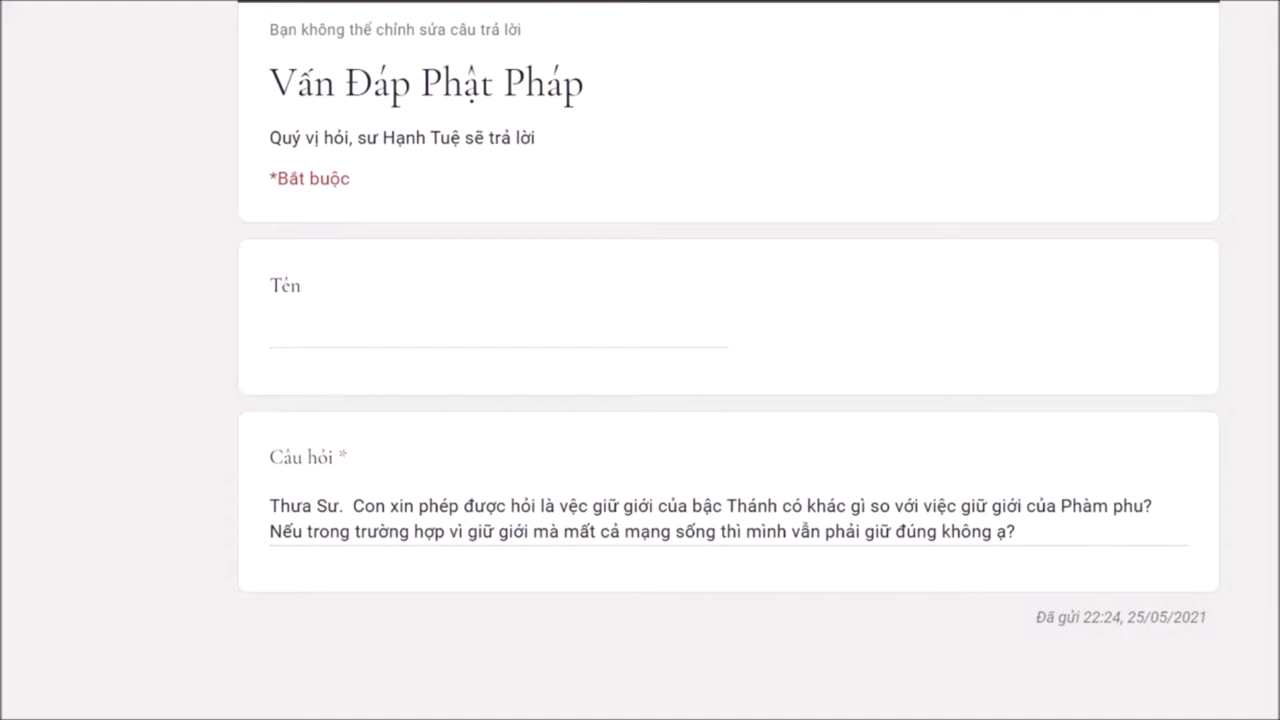 Bạn không thể chỉnh sửa câu trả lời
Vấn Đáp Phật Pháp
Quý vị hỏi, sư Hạnh Tuệ sẽ trả lời
*Bắt buộc
Tên
Câu hỏi *
Thưa Sư.  Con xin phép được hỏi là vệc giữ giới của bậc Thánh có khác gì so với việc giữ giới của Phàm phu?
Nếu trong trường hợp vì giữ giới mà mất cả mạng sống thì mình vẫn phải giữ đúng không ạ?
Đã gửi 22:24, 25/05/2021